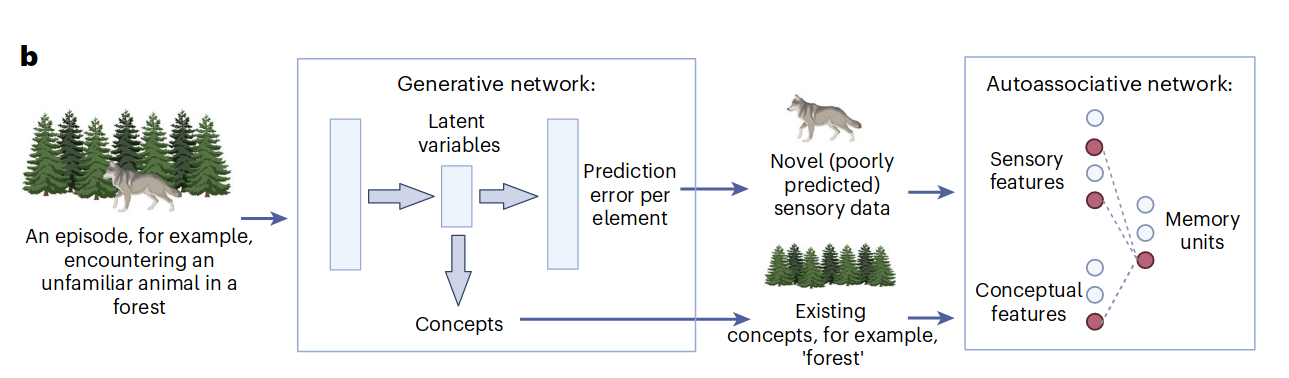 b
An episode, for example,
encountering an
unfamiliar animal in a
forest
Generative network:
Latent
variables
Prediction
error per
element
Concepts
Novel (poorly
predicted)
sensory data
Existing
concepts, for example,
'forest'
Autoassociative network:
Sensory
features
Memory
units
Conceptual
features